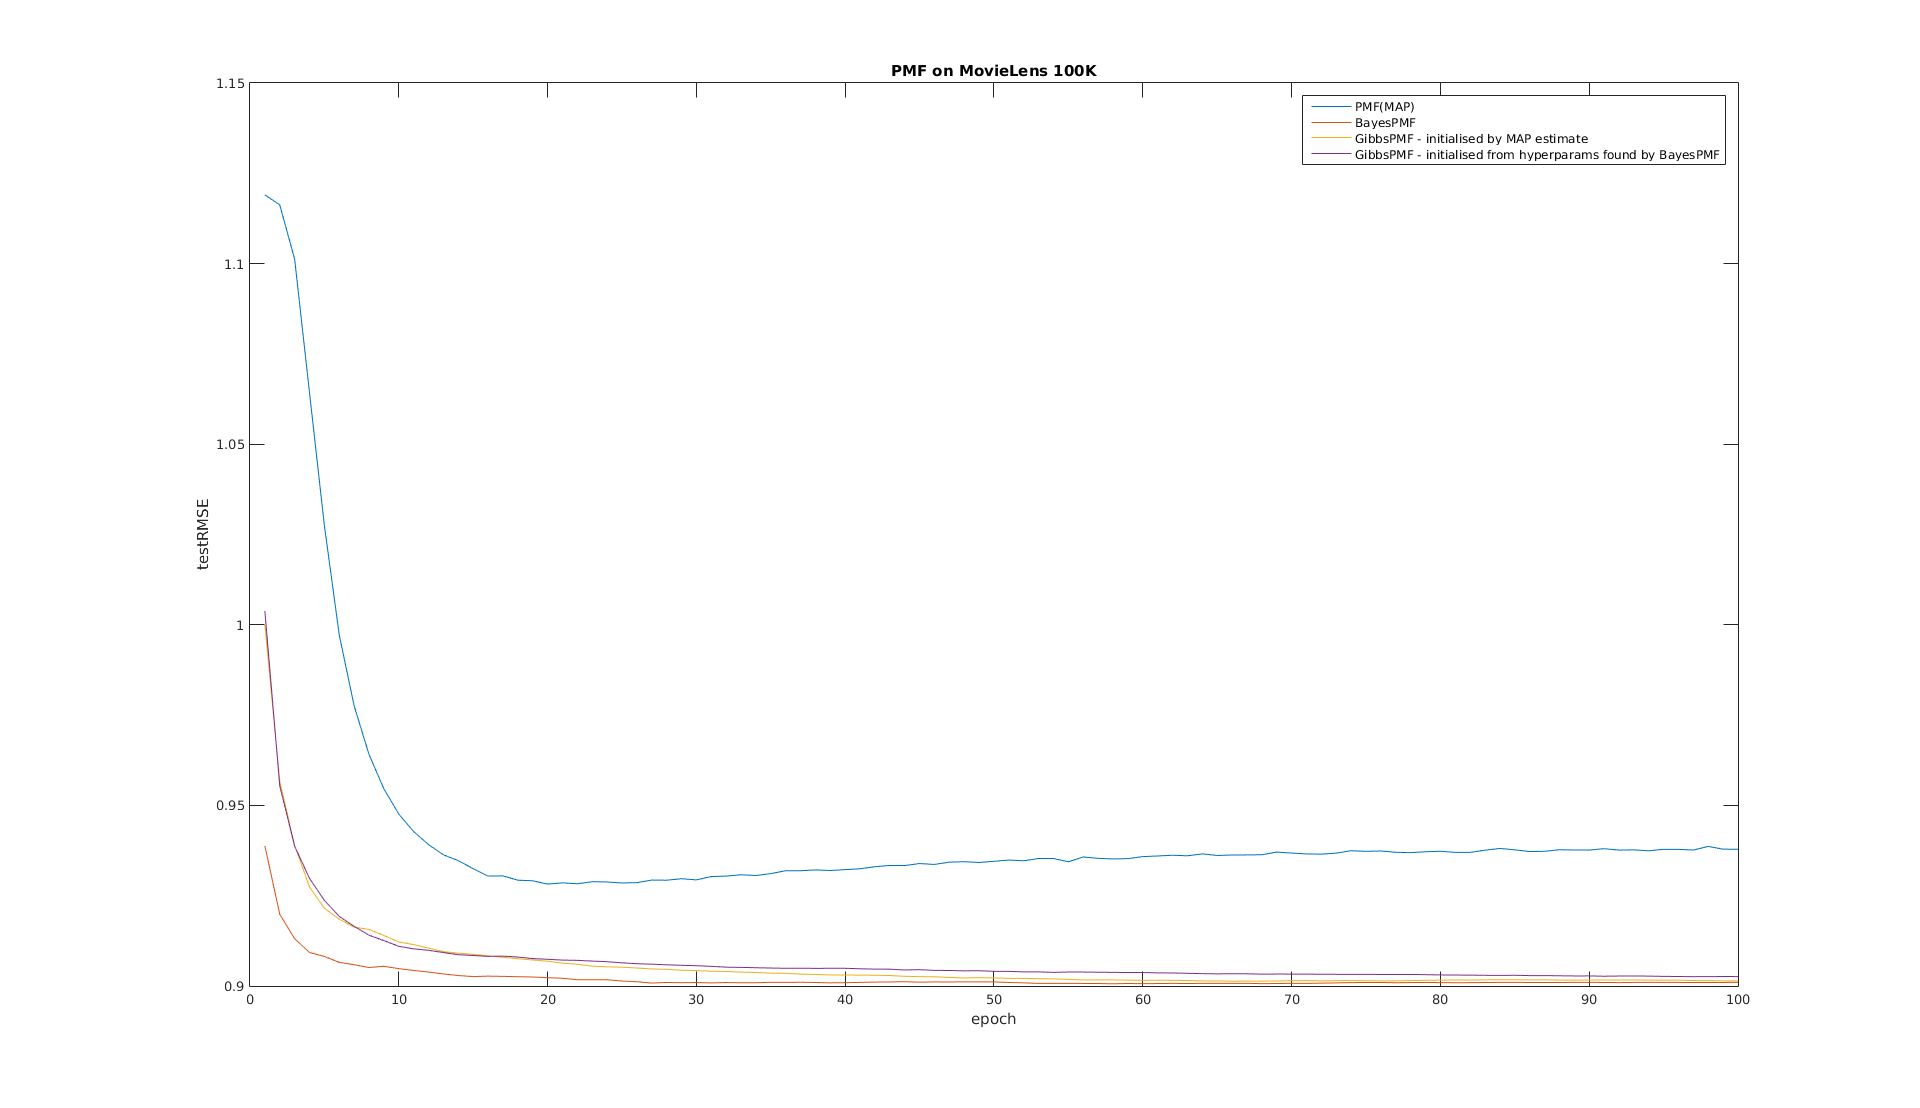 PMF on MovieLens 100K
PMF(MAP)
BayesPMF
GibbsPMF - initialised by MAP estimate
GibbsPMF - initialised from hyperparams found by BayesPMF
testRMSE
1.15
1.1
1.05
1
0.95
0.9
0 10 20 30 40 50 60 70 80 90 100
epoch